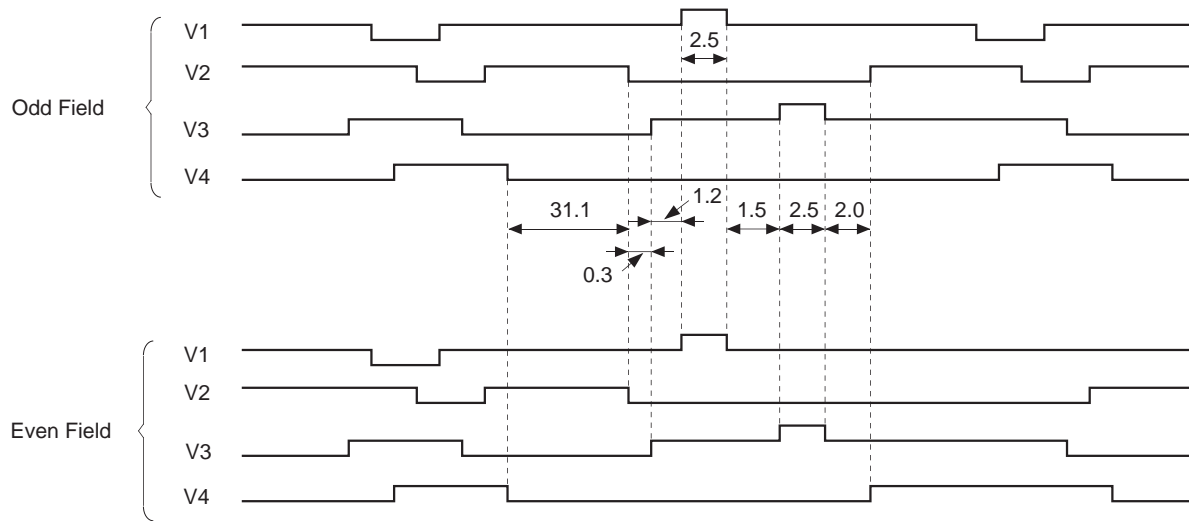 Odd Field
V1
2.5
V2
V3
V4
31.1
1.2
1.5
2.5
2.0
0.3
Even Field
V1
V2
V3
V4